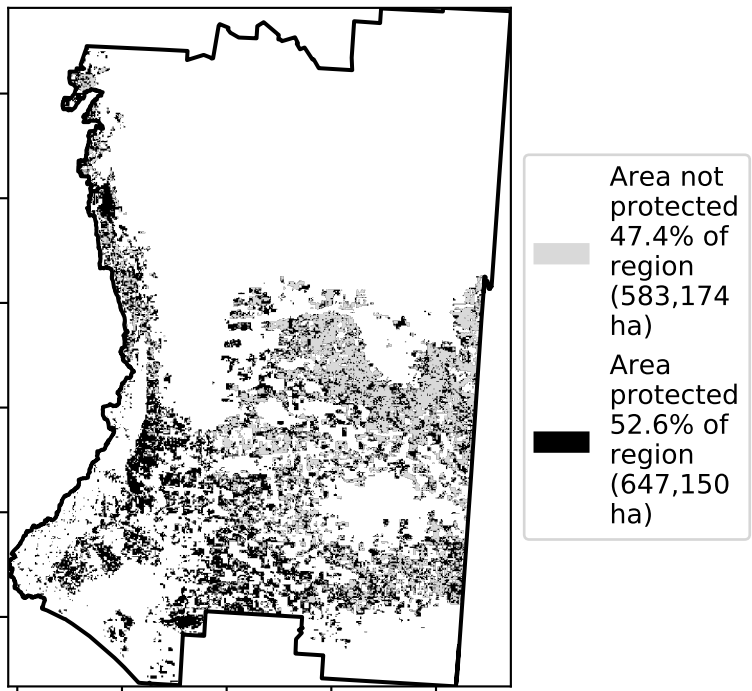 Area not
protected
47.4% of
region
(583,174
ha)
Area
protected
52.6% of
region
(647,150
ha)